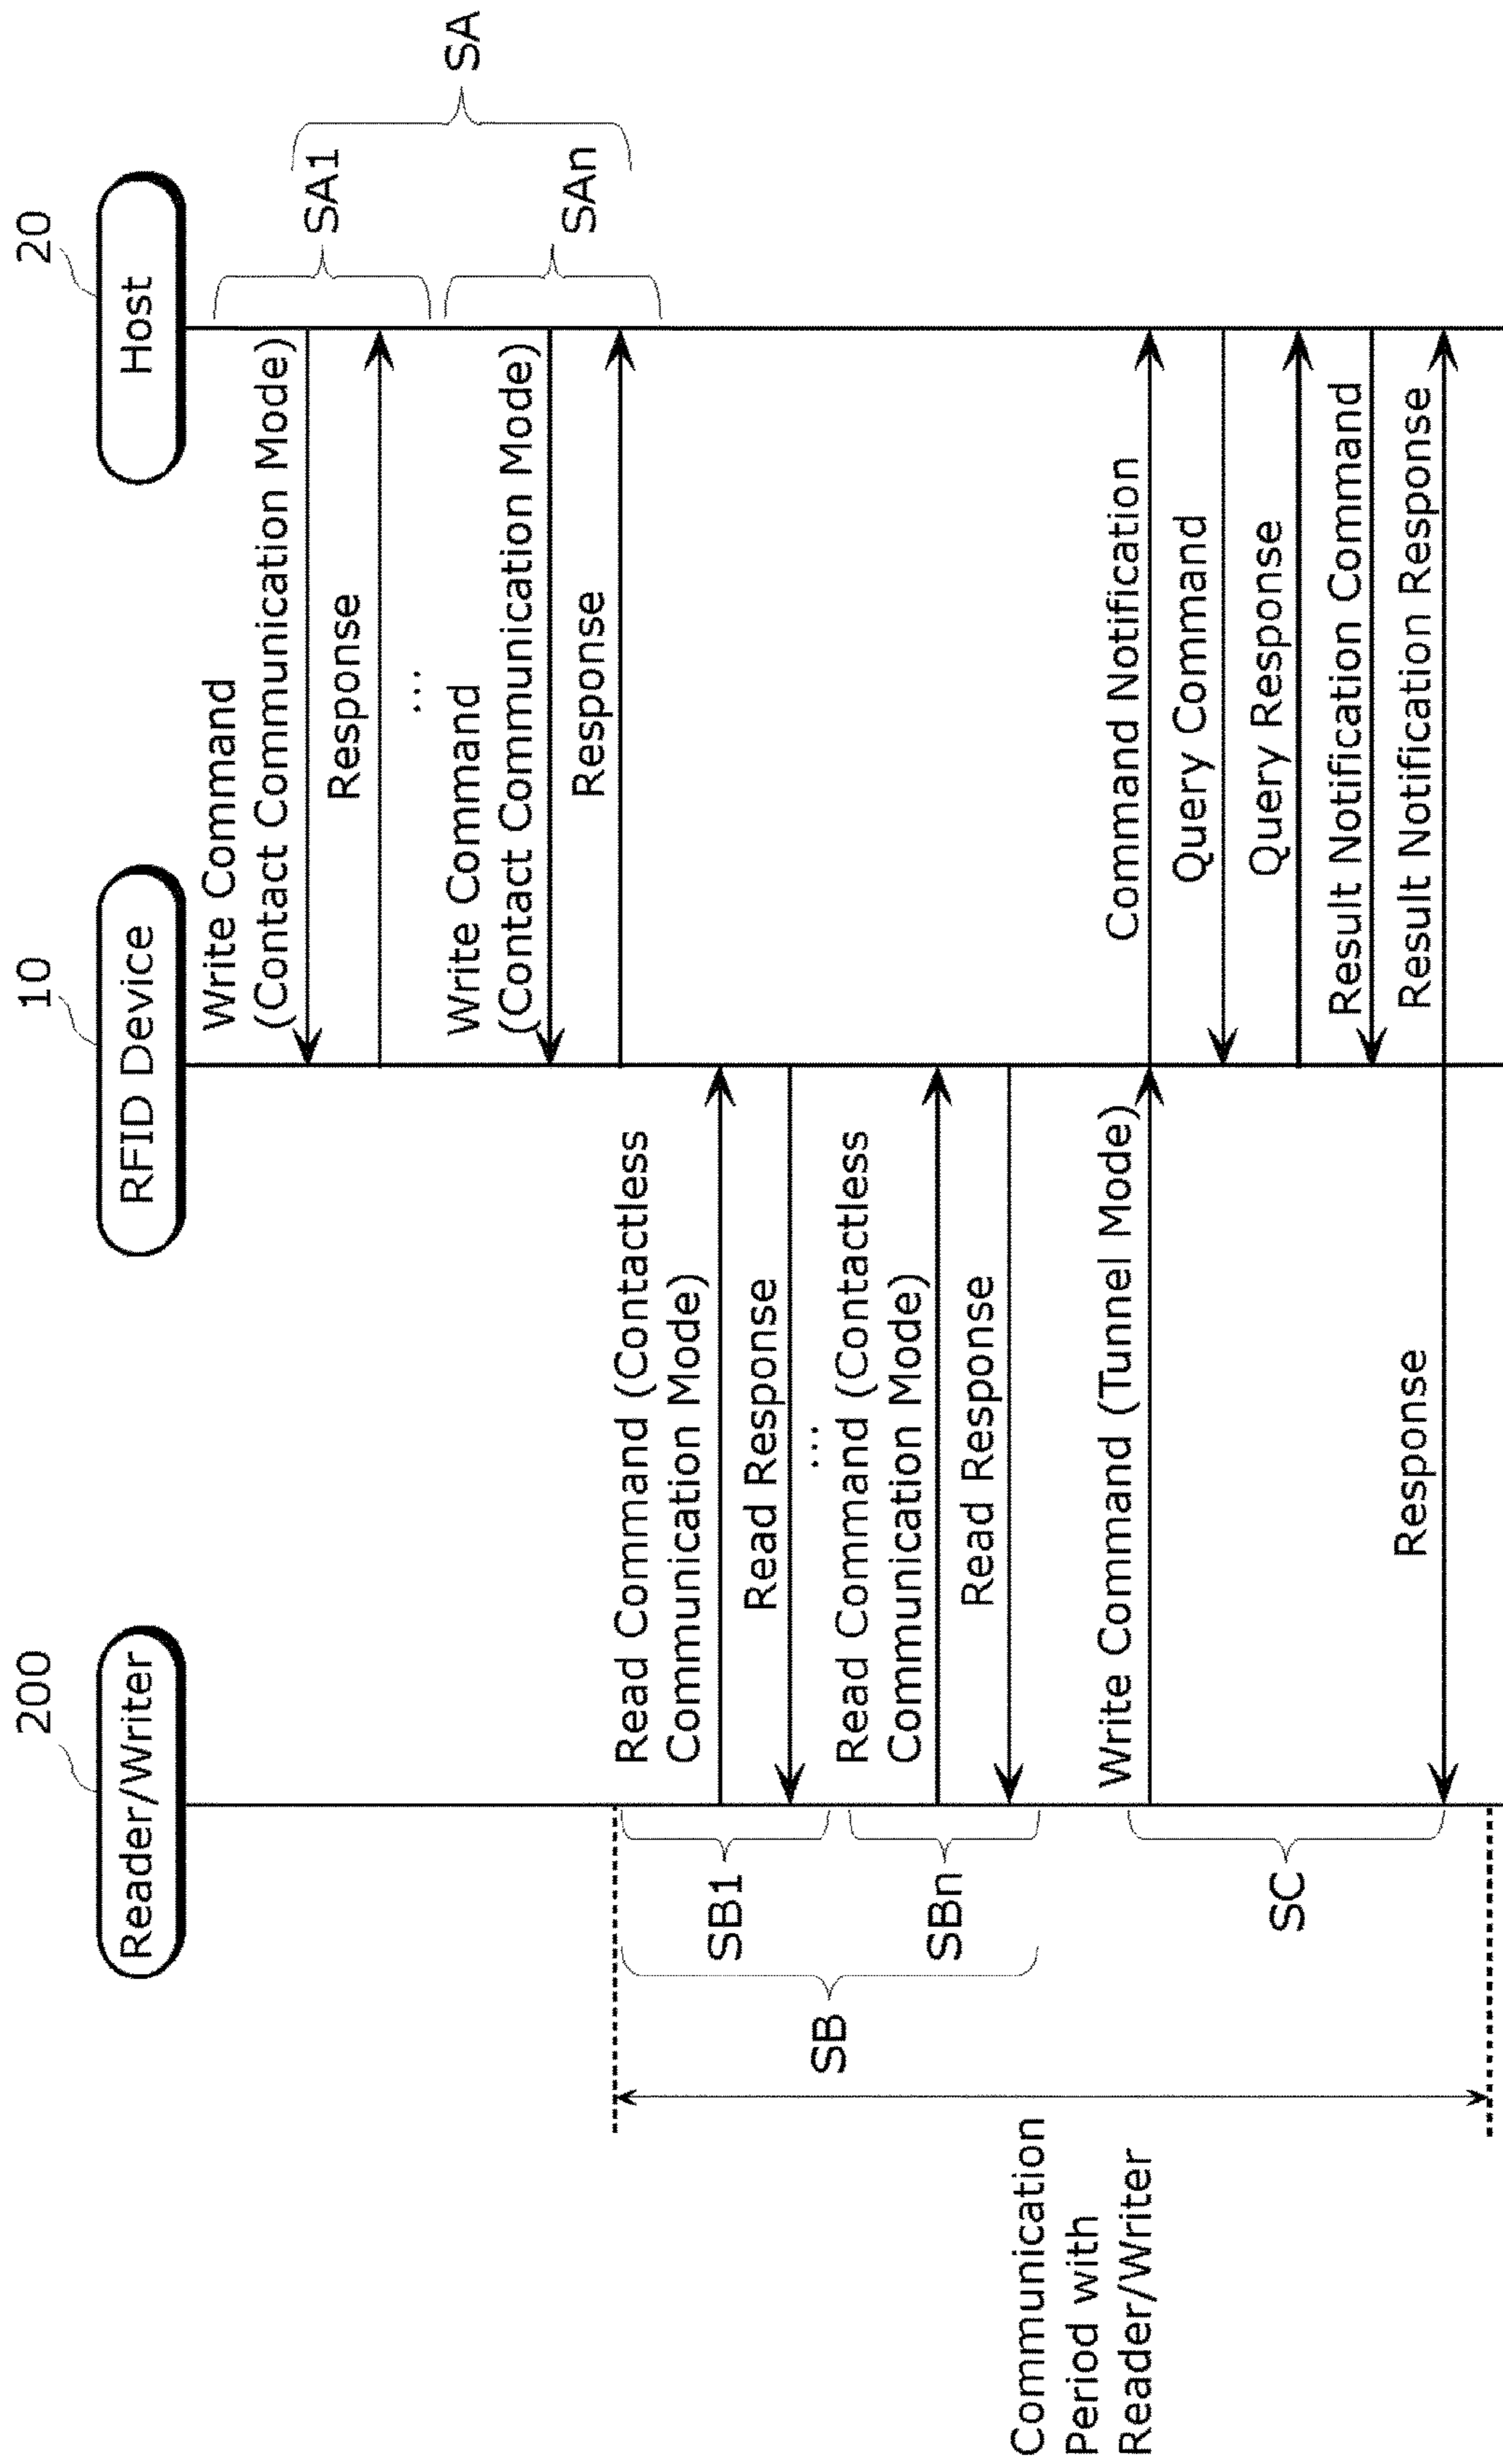 200
Reader/Writer
10
RFID Device
20
Host
Write Command
(Contact Communication Mode)
SA1
Response
...
SA
Write Command
(Contact Communication Mode)
SAn
Response
Read Command (Contactless
Communication Mode)
SB1
Read Response
...
SB
Read Command (Contactless
Communication Mode)
SBn
Read Response
Communication
Period with
Reader/Writer
Write Command (Tunnel Mode)
Command Notification
Query Command
SC
Query Response
Result Notification Command
Response
Result Notification Response